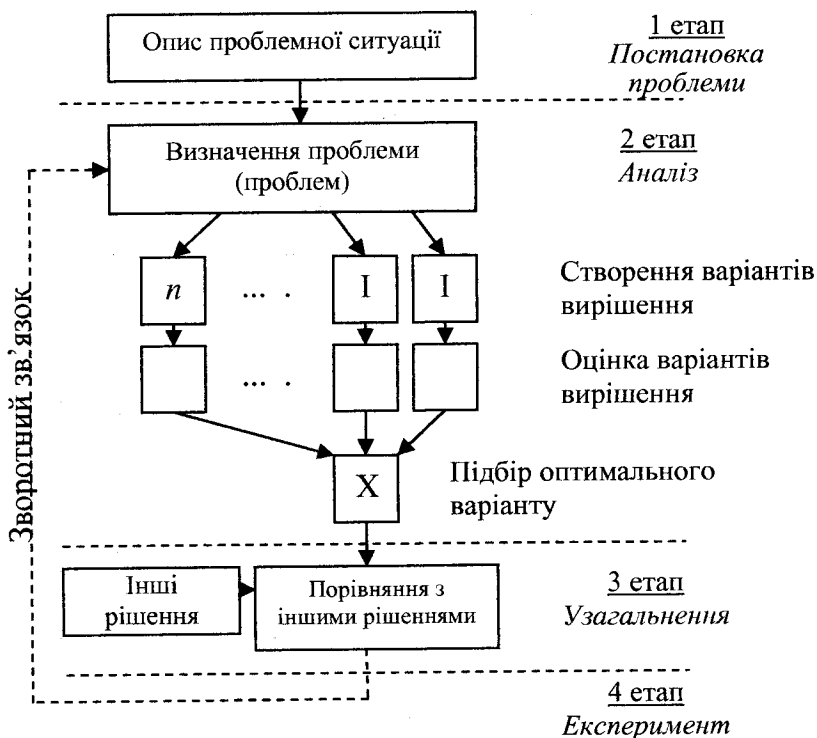 Опис проблемної ситуації
1 етап
Постановка
проблеми
Визначення проблеми
(проблем)
2 етап
Аналіз
n
... .
I
I
Створення варіантів
вирішення
... .
Оцінка варіантів
вирішення
X
Підбір оптимального
варіанту
Зворотний зв’язок
Інші
рішення
Порівняння з
іншими рішеннями
3 етап
Узагальнення
4 етап
Експеримент